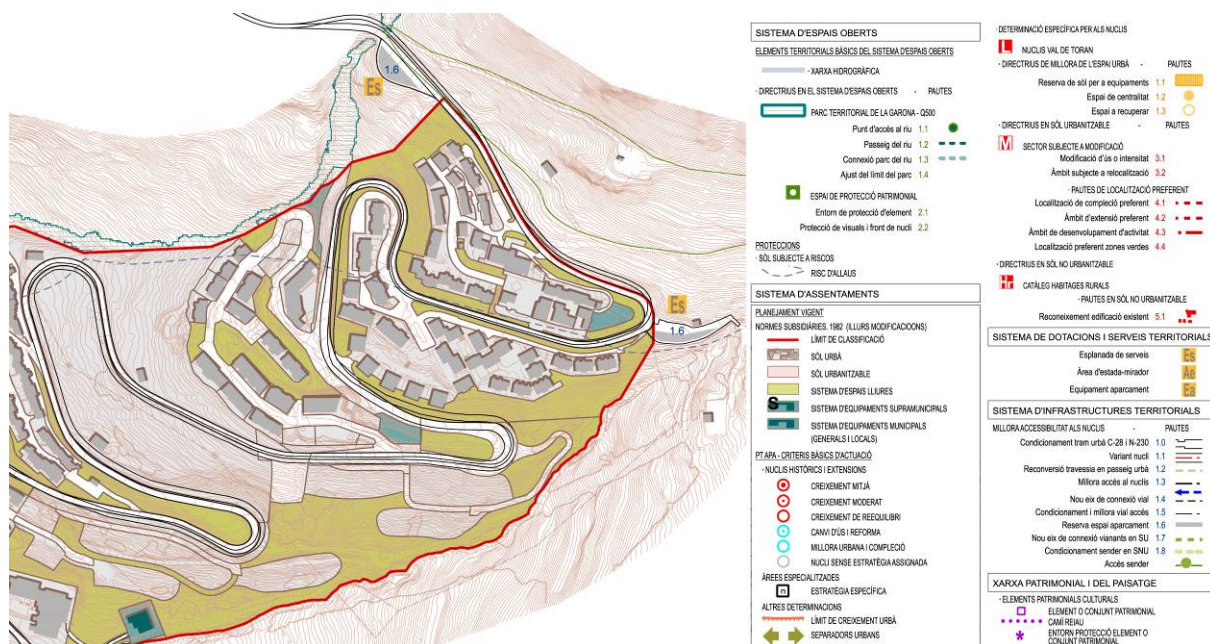 1.6
Es
Es
1.6
SISTEMA D'ESPAIS OBERTS
ELEMENTS TERRITORIALS BÀSICS DEL SISTEMA D'ESPAIS OBERTS
- XARXA HIDROGRÀFICA
- DIRECTRIUS EN EL SISTEMA D'ESPAIS OBERTS - PAUTES
PARC TERRITORIAL DE LA GARONA - Q500
Punt d'accés al riu 1.1
Passeig del riu 1.2
Connexió parc del riu 1.3
Ajust del límit del parc 1.4
ESPAI DE PROTECCIÓ PATRIMONIAL
Entorn de protecció d'element 2.1
Protecció de visuals i front de nucli 2.2
PROTECCIONS
- SÒL SUBJECTE A RISCOS
RISC D'ALLAUS
SISTEMA D'ASSENTAMENTS
PLANEJAMENT VIGENT
NORMES SUBSIDIÀRIES. 1982 (ILLURS MODIFICACIOONS)
LÍMIT DE CLASSIFICACIÓ
SÒL URBÀ
SÒL URBANITZABLE
SISTEMA D'ESPAIS LLIURES
S SISTEMA D'EQUIPAMENTS SUPRAMUNICIPALS
SISTEMA D'EQUIPAMENTS MUNICIPALS
(GENERALS I LOCALS)
PT APA - CRITERIS BÀSICS D'ACTUACIÓ
- NUCLIS HISTÒRICS I EXTENSIONS
CREIXEMENT MITJÀ
CREIXEMENT MODERAT
CREIXEMENT DE REEQUILIBRI
CANVI D'ÚS I REFORMA
MILLORA URBANA I COMPLECIÓ
NUCLI SENSE ESTRATÈGIA ASSIGNADA
ÀREES ESPECIALITZADES
n ESTRATÈGIA ESPECÍFICA
ALTRES DETERMINACIONS
LÍMIT DE CREIXEMENT URBÀ
SEPARADORS URBANS
- DETERMINACIÓ ESPECÍFICA PER ALS NUCLIS
L NUCLIS VAL DE TORAN
- DIRECTRIUS DE MILLORA DE L'ESPAI URBÀ - PAUTES
Reserva de sòl per a equipaments 1.1
Espai de centralitat 1.2
Espai a recuperar 1.3
- DIRECTRIUS EN SÒL URBANITZABLE - PAUTES
M SECTOR SUBJECTE A MODIFICACIÓ
Modificació d'ús o intensitat 3.1
Àmbit subjecte a relocalització 3.2
- PAUTES DE LOCALITZACIÓ PREFERENT
Localització de compleció preferent 4.1
Àmbit d'extensió preferent 4.2
Àmbit de desenvolupament d'activitat 4.3
Localització preferent zones verdes 4.4
- DIRECTRIUS EN SÒL NO URBANITZABLE
CATÀLEG HABITAGES RURALS
- PAUTES EN SÒL NO URBANITZABLE
Reconeixement edificació existent 5.1
SISTEMA DE DOTACIONS I SERVEIS TERRITORIALS
Esplanada de serveis Es
Àrea d'estada-mirador Ae
Equipament aparcament Ea
SISTEMA D'INFRASTRUCTURES TERRITORIALS
MILLORA ACCESSIBILITAT ALS NUCLIS - PAUTES
Condicionament tram urbà C-28 i N-230 1.0
Variant nucli 1.1
Reconversió travessia en passeig urbà 1.2
Millora accés al nuclis 1.3
Nou eix de connexió vial 1.4
Condicionament i millora vial accés 1.5
Reserva espai aparcament 1.6
Nou eix de connexió vianants en SU 1.7
Condicionament sender en SNU 1.8
Accés sender
XARXA PATRIMONIAL I DEL PAISATGE
- ELEMENTS PATRIMONIALS CULTURALS
ELEMENT O CONJUNT PATRIMONIAL
CAMÍ REIAU
* ENTORN PROTECCIÓ ELEMENT O
CONJUNT PATRIMONIAL